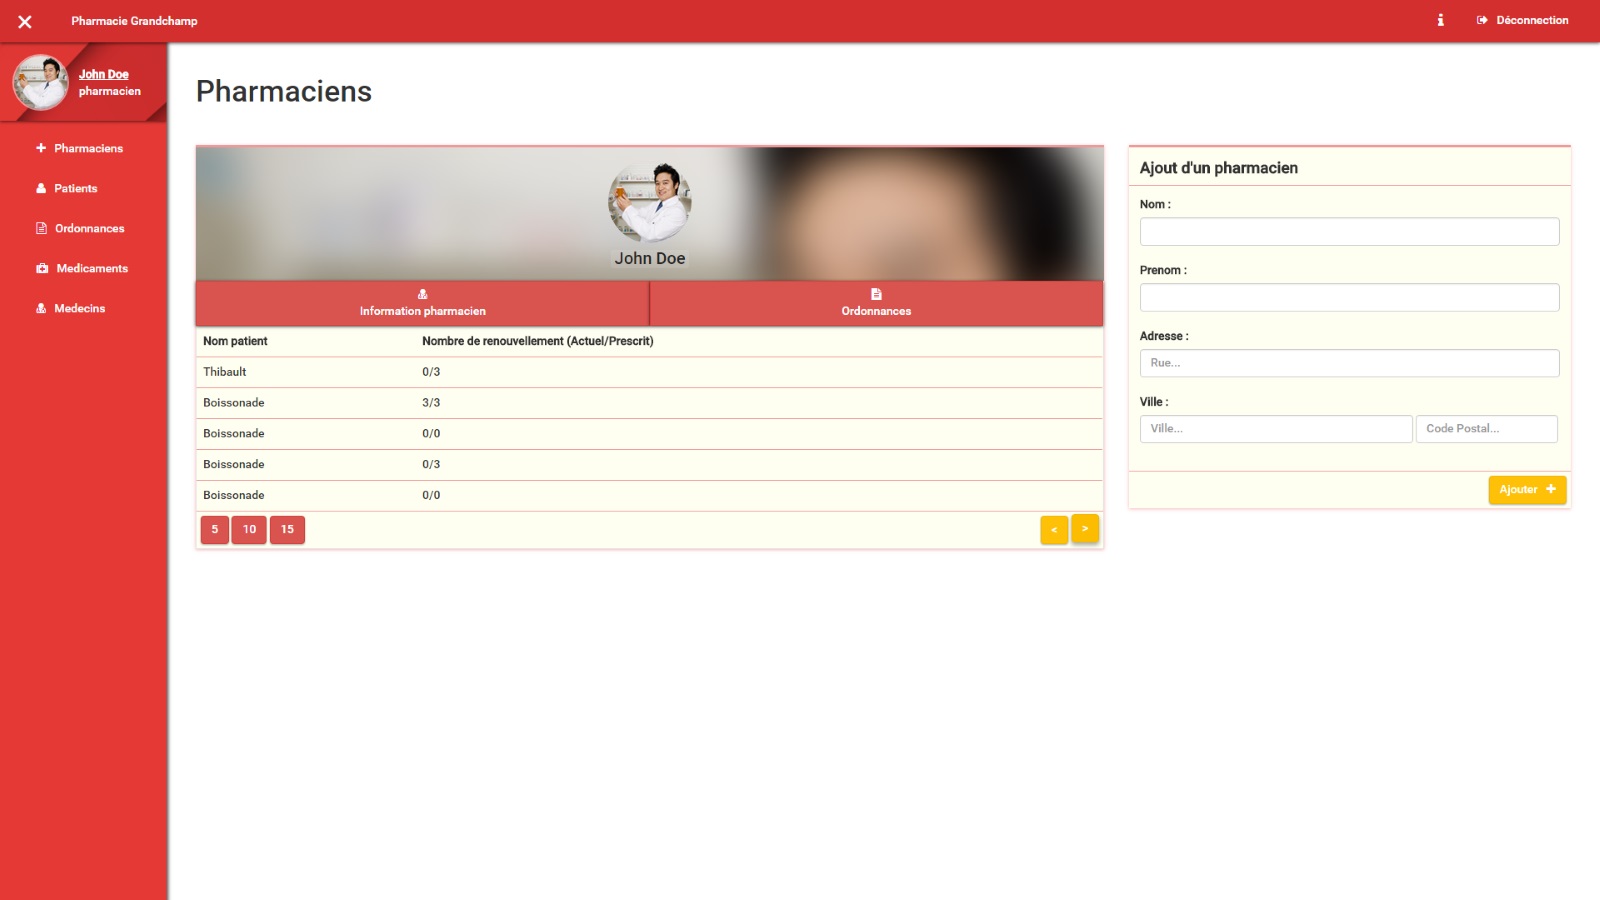 Pharmacie Grandchamp
Déconnection
John Doe
pharmacien
Pharmaciens
Patients
Ordonnances
Medicaments
Medecins
Pharmaciens
John Doe
Information pharmacien
Ordonnances
Nom patient Nombre de renouvellement (Actuel/Prescrit)
Thibault 0/3
Boissonade 3/3
Boissonade 0/0
Boissonade 0/3
Boissonade 0/0
5 10 15 < >
Ajout d'un pharmacien
Nom :
Prenom :
Adresse :
Rue...
Ville :
Ville... Code Postal...
Ajouter +